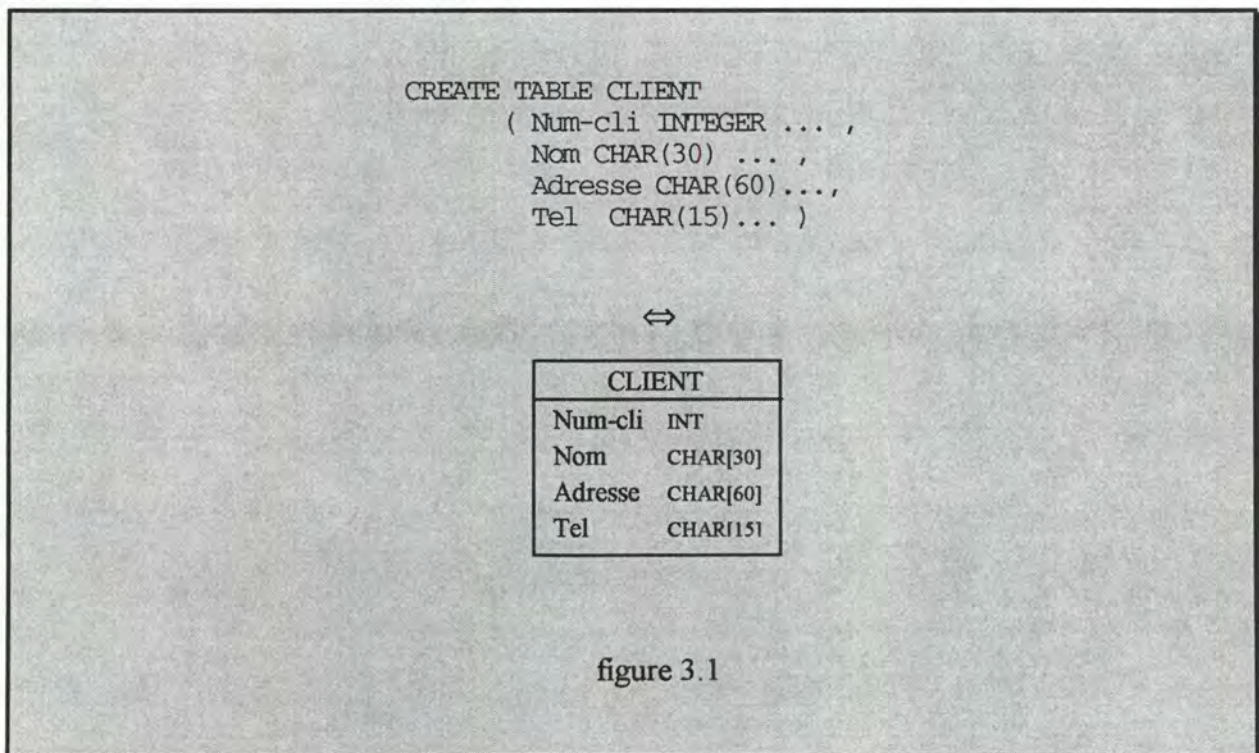 CREATE TABLE CLIENT
( Num-cli INTEGER ... ,
Nom CHAR(30) ... ,
Adresse CHAR(60)...,
Tel CHAR(15)... )
⇔
CLIENT
Num-cli INT
Nom CHAR[30]
Adresse CHAR[60]
Tel CHAR[15]
figure 3.1